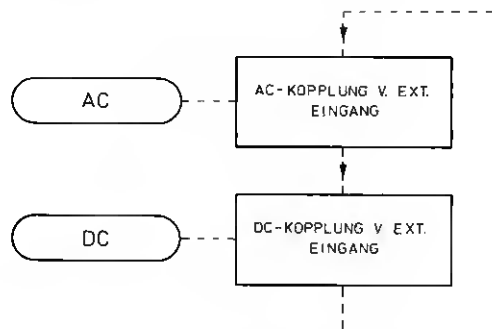 AC
AC-KOPPLUNG V. EXT.
EINGANG
DC
DC-KOPPLUNG V EXT.
EINGANG